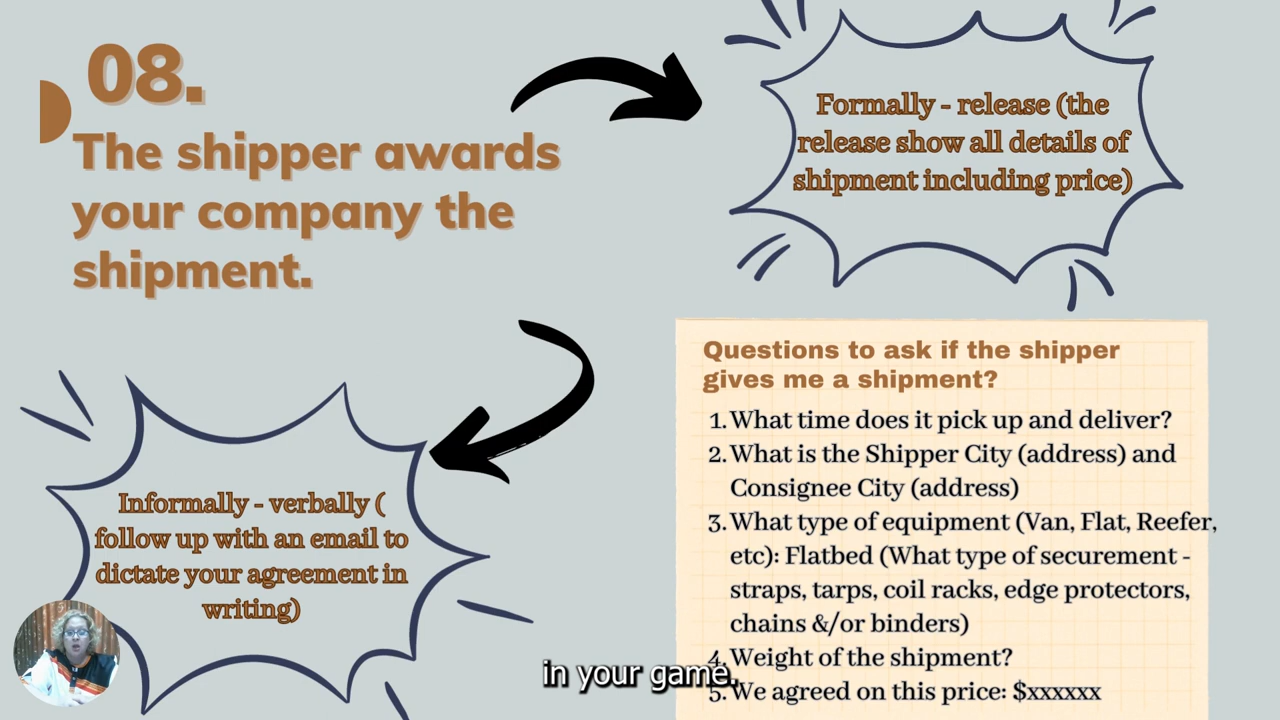 08.
The shipper awards
your company the
shipment.
Formally - release (the
release show all details of
shipment including price)
Informally - verbally (
follow up with an email to
dictate your agreement in
writing)
Questions to ask if the shipper
gives me a shipment?
1. What time does it pick up and deliver?
2. What is the Shipper City (address) and
Consignee City (address)
3. What type of equipment (Van, Flat, Reefer,
etc): Flatbed (What type of securement -
straps, tarps, coil racks, edge protectors,
chains &/or binders)
4. Weight of the shipment?
5. We agreed on this price: $xxxxxx
in your game.